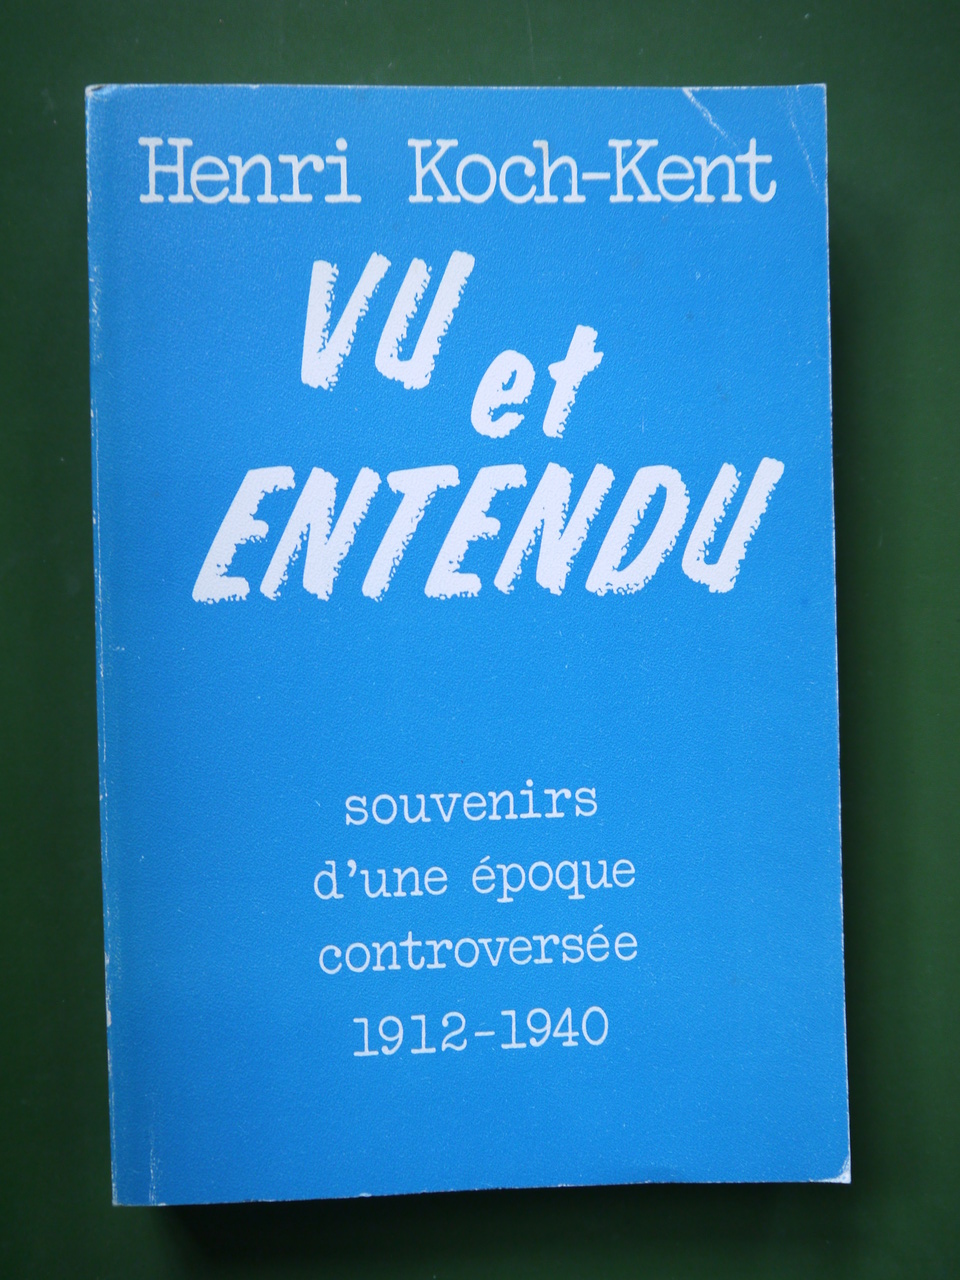 Henri Koch-Kent
VU
et
ENTENDU
souvenirs
d'une époque
controversée
1912-1940